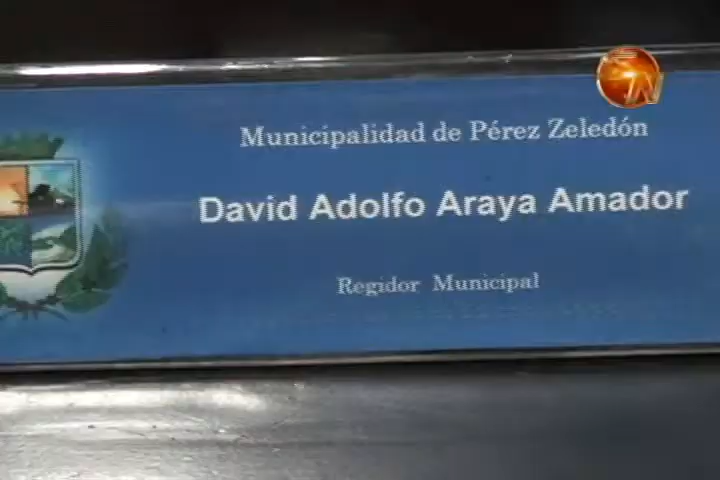 Municipalidad de Pérez Zeledón
David Adolfo Araya Amador
Regidor Municipal